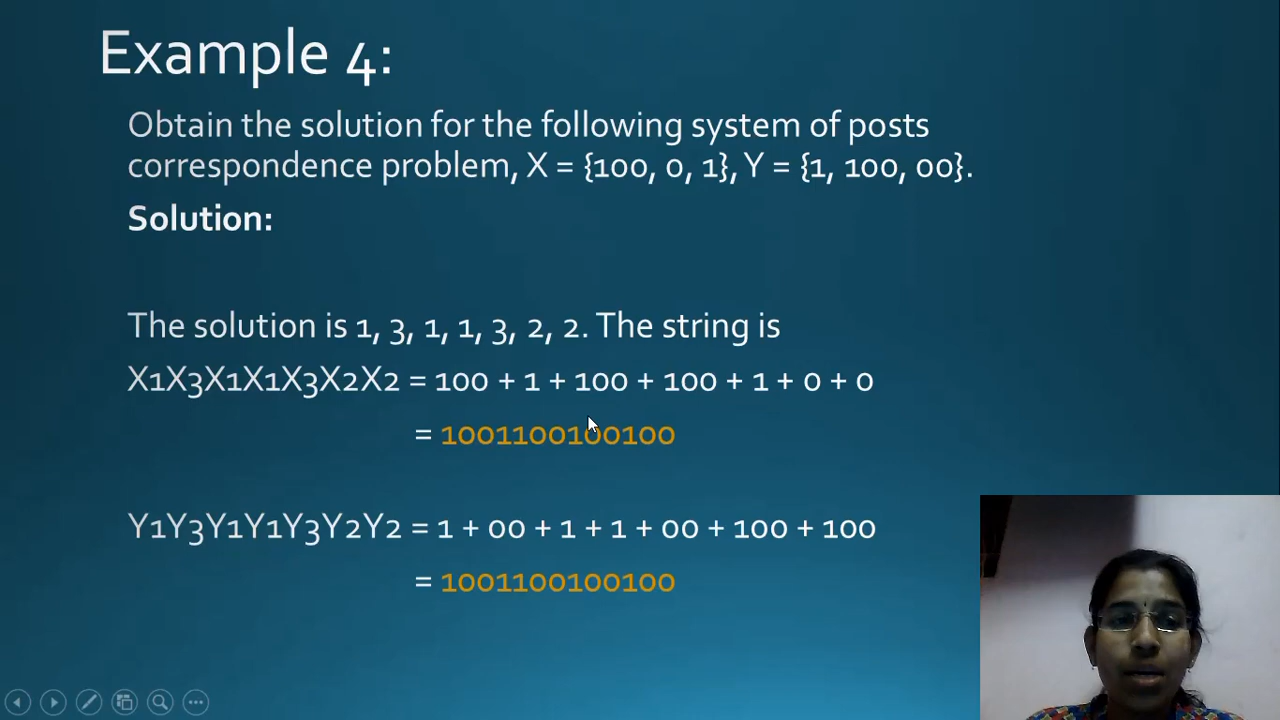 Example 4:
Obtain the solution for the following system of posts
correspondence problem, X = {100, 0, 1}, Y = {1, 100, 00}.
Solution:
The solution is 1, 3, 1, 1, 3, 2, 2. The string is
X1X3X1X1X3X2X2 = 100 + 1 + 100 + 100 + 1 + 0 + 0
= 1001100100100
Y1Y3Y1Y1Y3Y2Y2 = 1 + 00 + 1 + 1 + 00 + 100 + 100
= 1001100100100